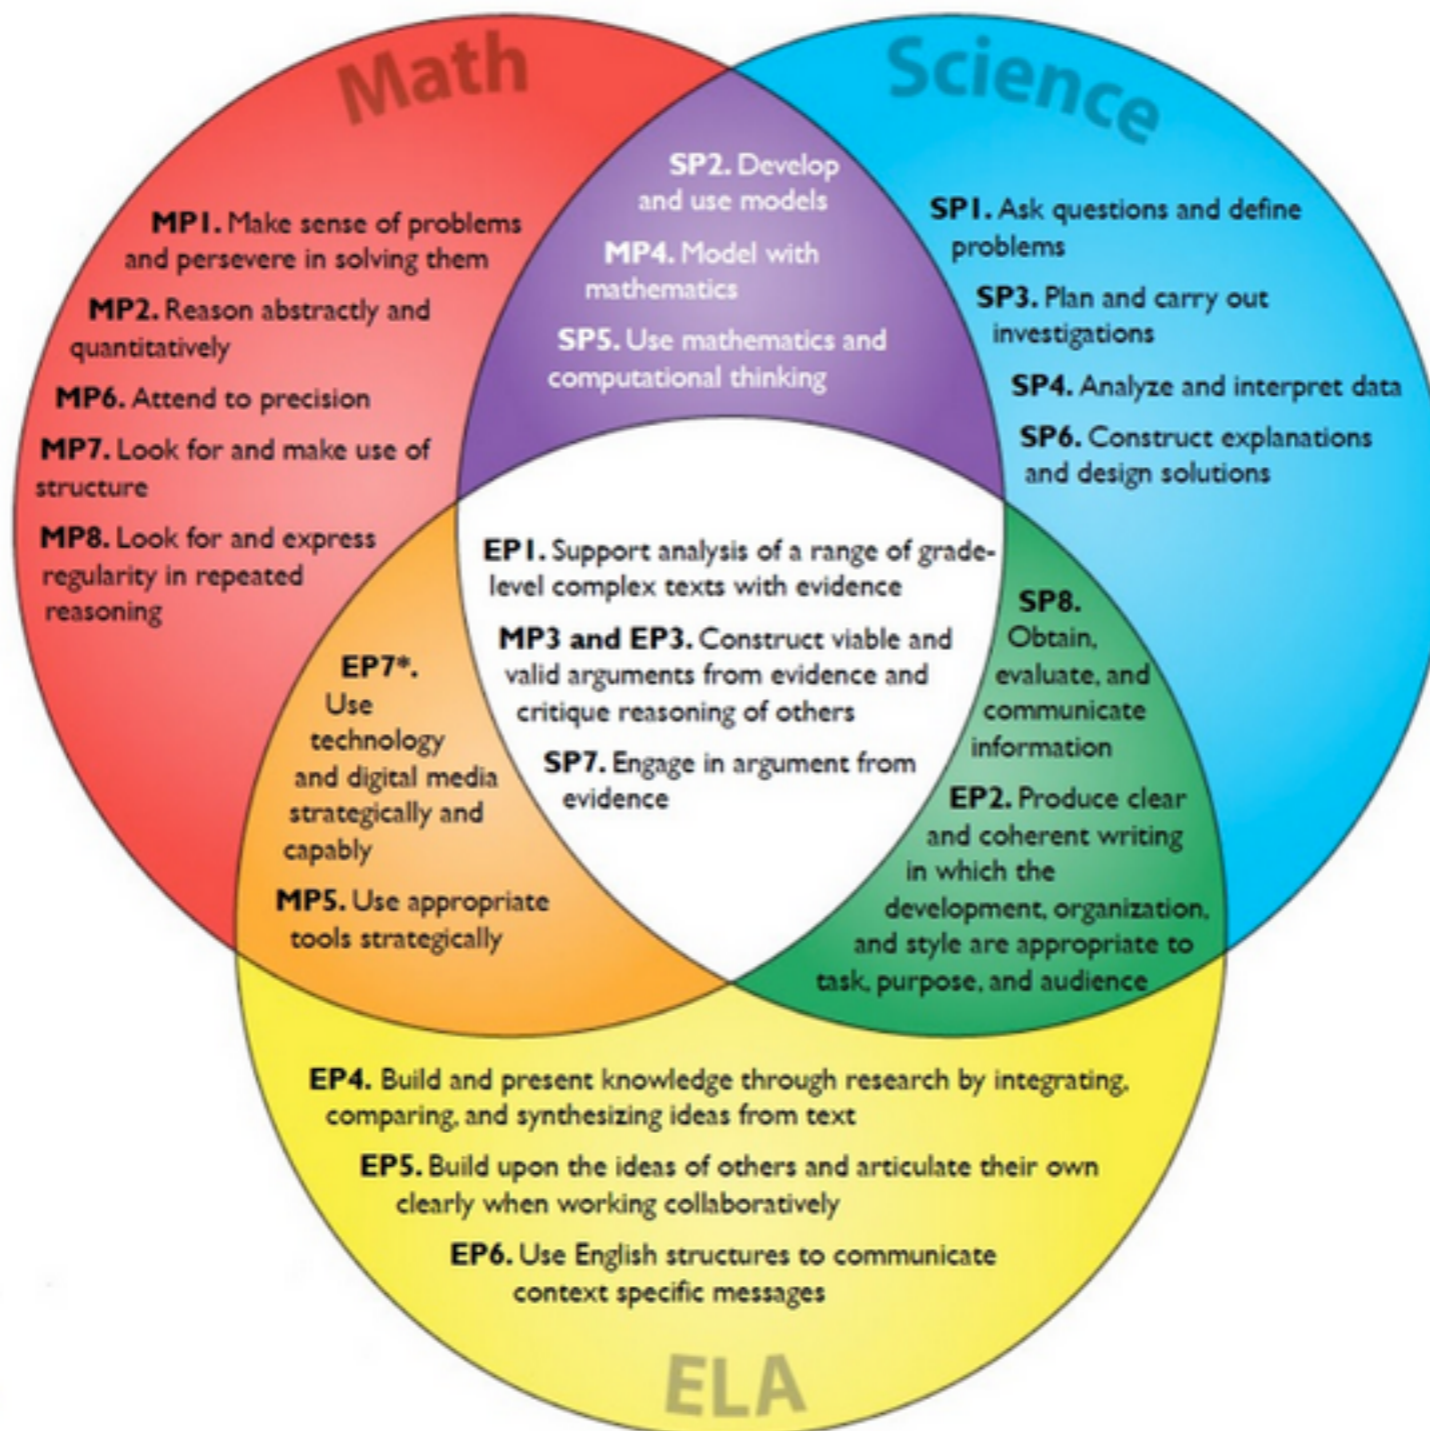 Math
MP1. Make sense of problems
and persevere in solving them
MP2. Reason abstractly and
quantitatively
MP6. Attend to precision
MP7. Look for and make use of
structure
MP8. Look for and express
regularity in repeated
reasoning
SP2. Develop
and use models
MP4. Model with
mathematics
SP5. Use mathematics and
computational thinking
Science
SP1. Ask questions and define
problems
SP3. Plan and carry out
investigations
SP4. Analyze and interpret data
SP6. Construct explanations
and design solutions
EP1. Support analysis of a range of grade-
level complex texts with evidence
MP3 and EP3. Construct viable and
valid arguments from evidence and
critique reasoning of others
SP7. Engage in argument from
evidence
EP7*.
Use
technology
and digital media
strategically and
capably
MP5. Use appropriate
tools strategically
SP8.
Obtain,
evaluate, and
communicate
information
EP2. Produce clear
and coherent writing
in which the
development, organization,
and style are appropriate to
task, purpose, and audience
EP4. Build and present knowledge through research by integrating,
comparing, and synthesizing ideas from text
EP5. Build upon the ideas of others and articulate their own
clearly when working collaboratively
EP6. Use English structures to communicate
context specific messages
ELA